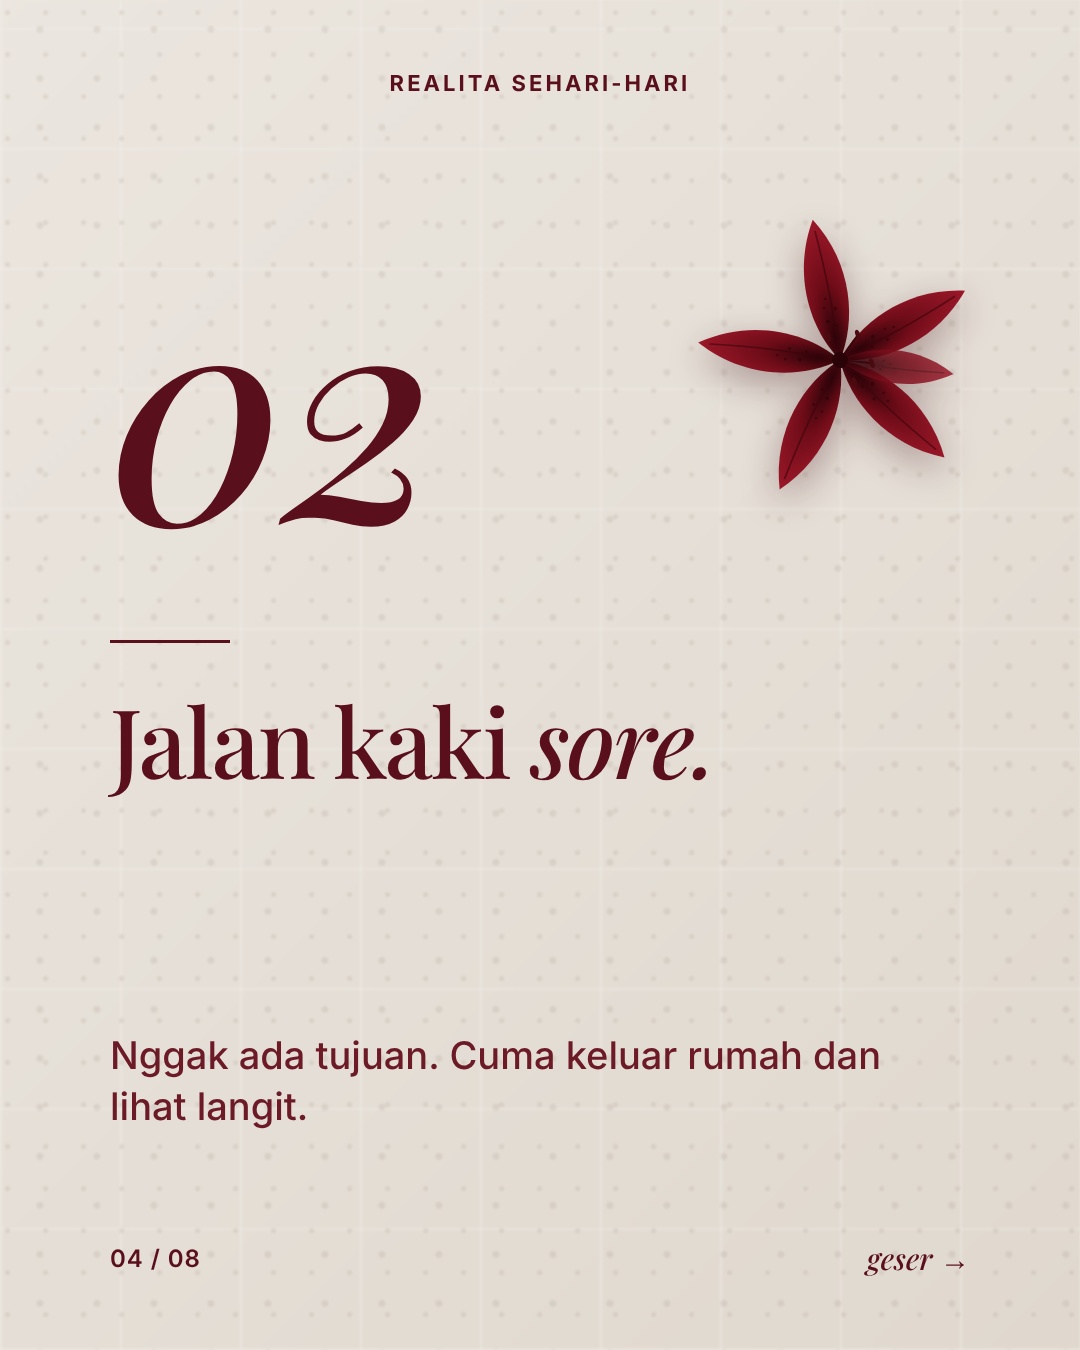 REALITA SEHARI-HARI
02
Jalan kaki sore.
Nggak ada tujuan. Cuma keluar rumah dan
lihat langit.
04 / 08
geser →